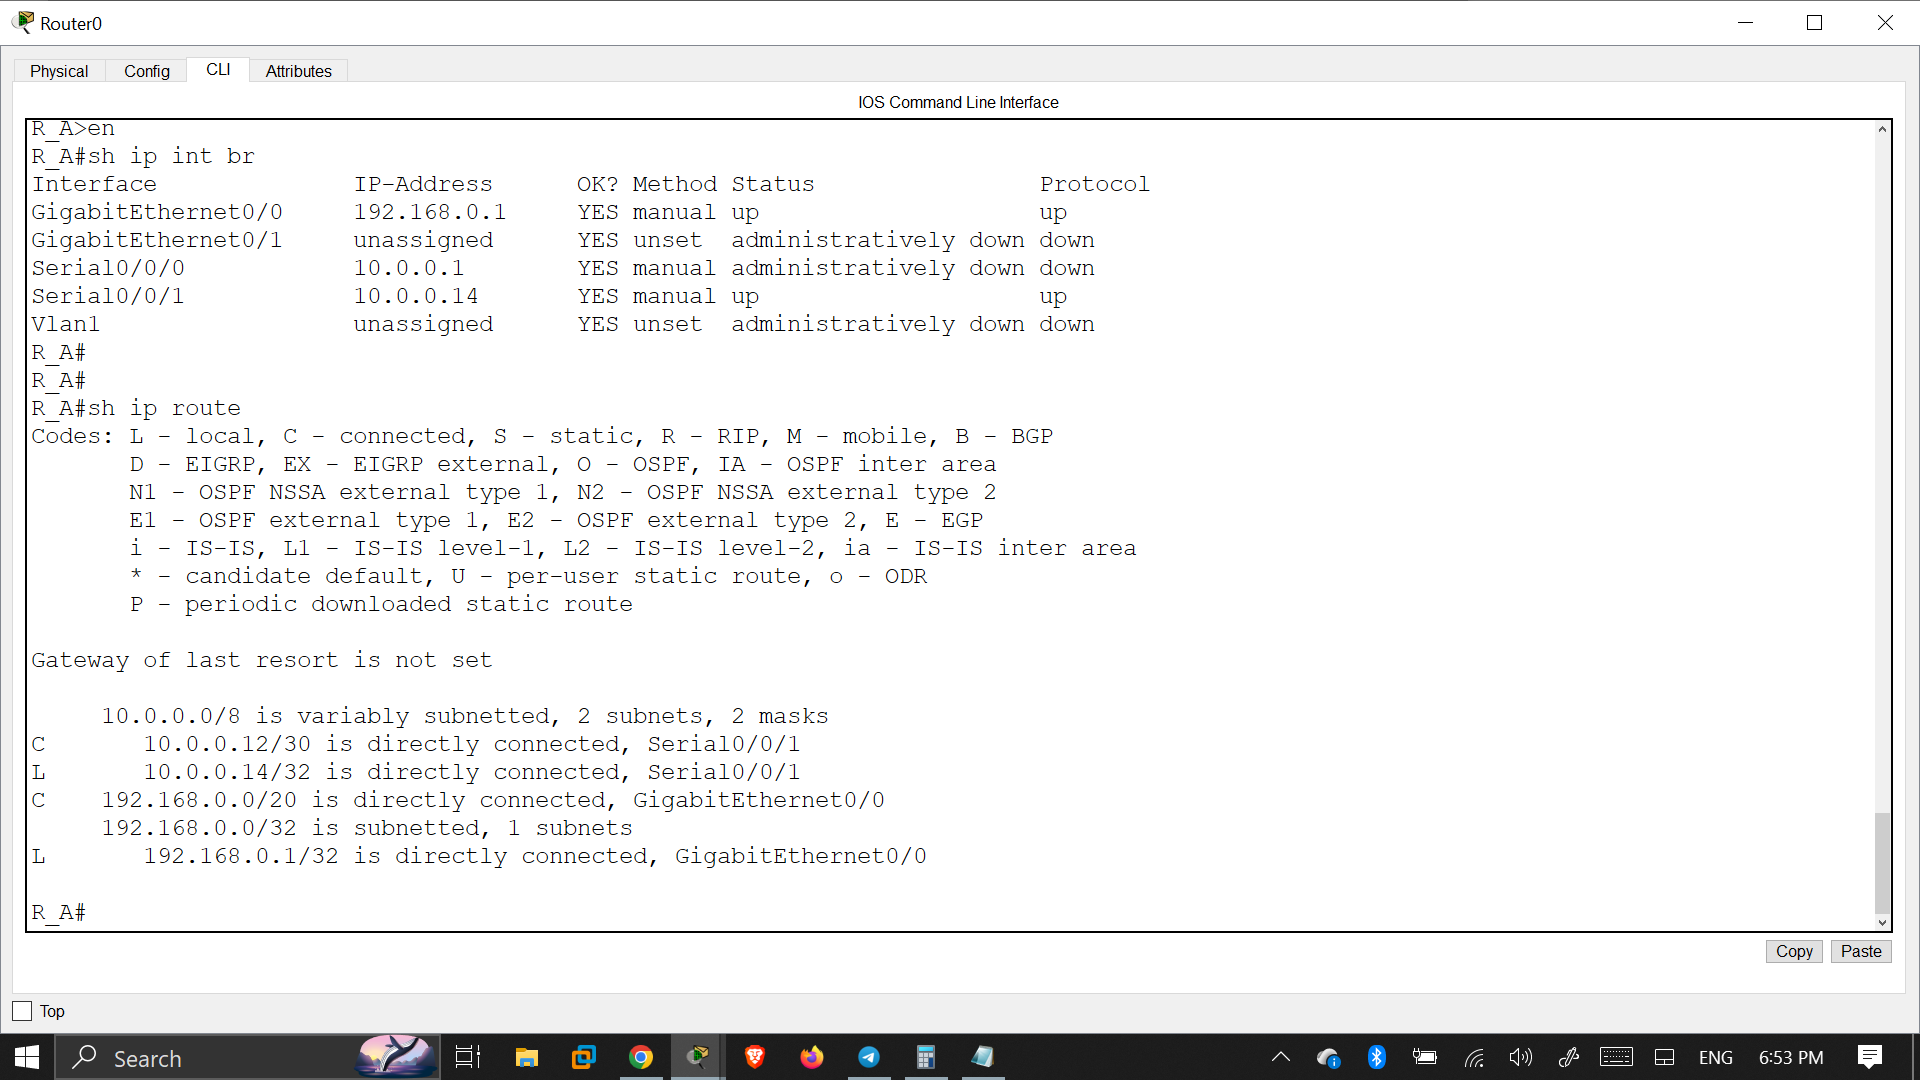 Router0
Physical Config CLI Attributes
IOS Command Line Interface
R_A>en
R_A#sh ip int br
Interface IP-Address OK? Method Status Protocol
GigabitEthernet0/0 192.168.0.1 YES manual up up
GigabitEthernet0/1 unassigned YES unset administratively down down
Serial0/0/0 10.0.0.1 YES manual administratively down down
Serial0/0/1 10.0.0.14 YES manual up up
Vlan1 unassigned YES unset administratively down down
R_A#
R_A#
R_A#sh ip route
Codes: L - local, C - connected, S - static, R - RIP, M - mobile, B - BGP
D - EIGRP, EX - EIGRP external, O - OSPF, IA - OSPF inter area
N1 - OSPF NSSA external type 1, N2 - OSPF NSSA external type 2
E1 - OSPF external type 1, E2 - OSPF external type 2, E - EGP
i - IS-IS, L1 - IS-IS level-1, L2 - IS-IS level-2, ia - IS-IS inter area
* - candidate default, U - per-user static route, o - ODR
P - periodic downloaded static route
Gateway of last resort is not set
10.0.0.0/8 is variably subnetted, 2 subnets, 2 masks
C 10.0.0.12/30 is directly connected, Serial0/0/1
L 10.0.0.14/32 is directly connected, Serial0/0/1
C 192.168.0.0/20 is directly connected, GigabitEthernet0/0
192.168.0.0/32 is subnetted, 1 subnets
L 192.168.0.1/32 is directly connected, GigabitEthernet0/0
R_A#
Copy Paste
Top
Search ENG 6:53 PM